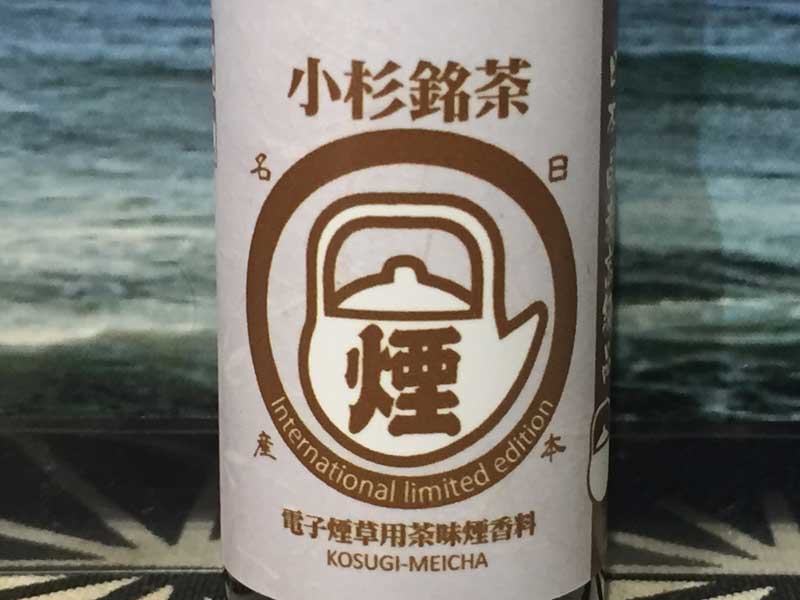 小杉銘茶
日本
名産
煙
International limited edition
電子煙草用茶味煙香料
KOSUGI-MEICHA